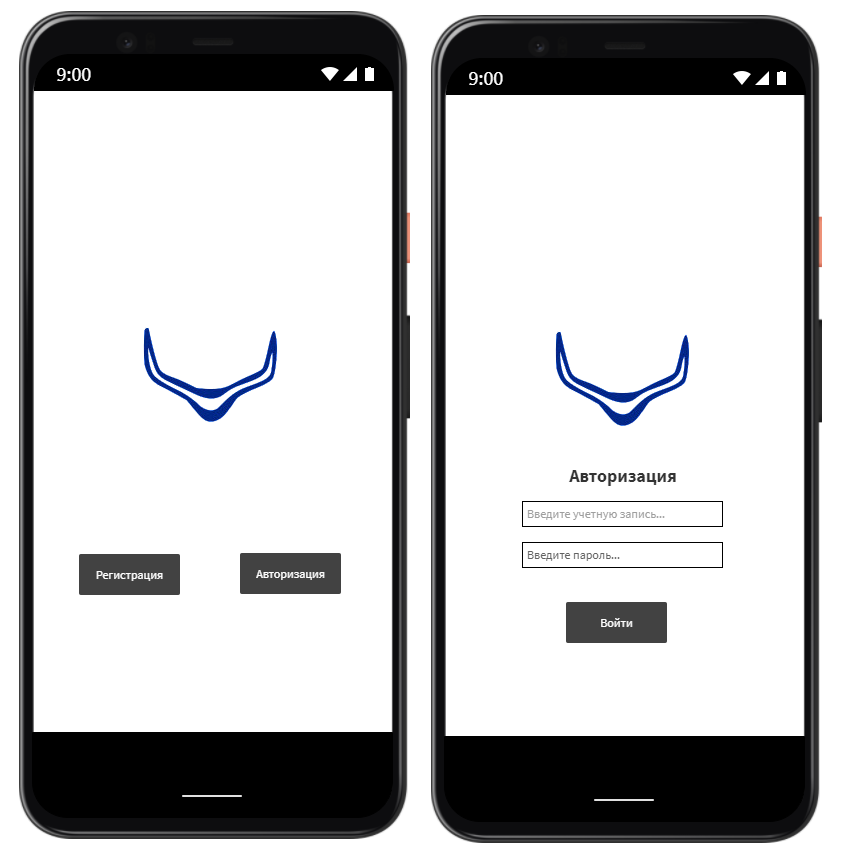 9:00
Регистрация
Авторизация
9:00
Авторизация
Введите учетную запись...
Введите пароль...
Войти